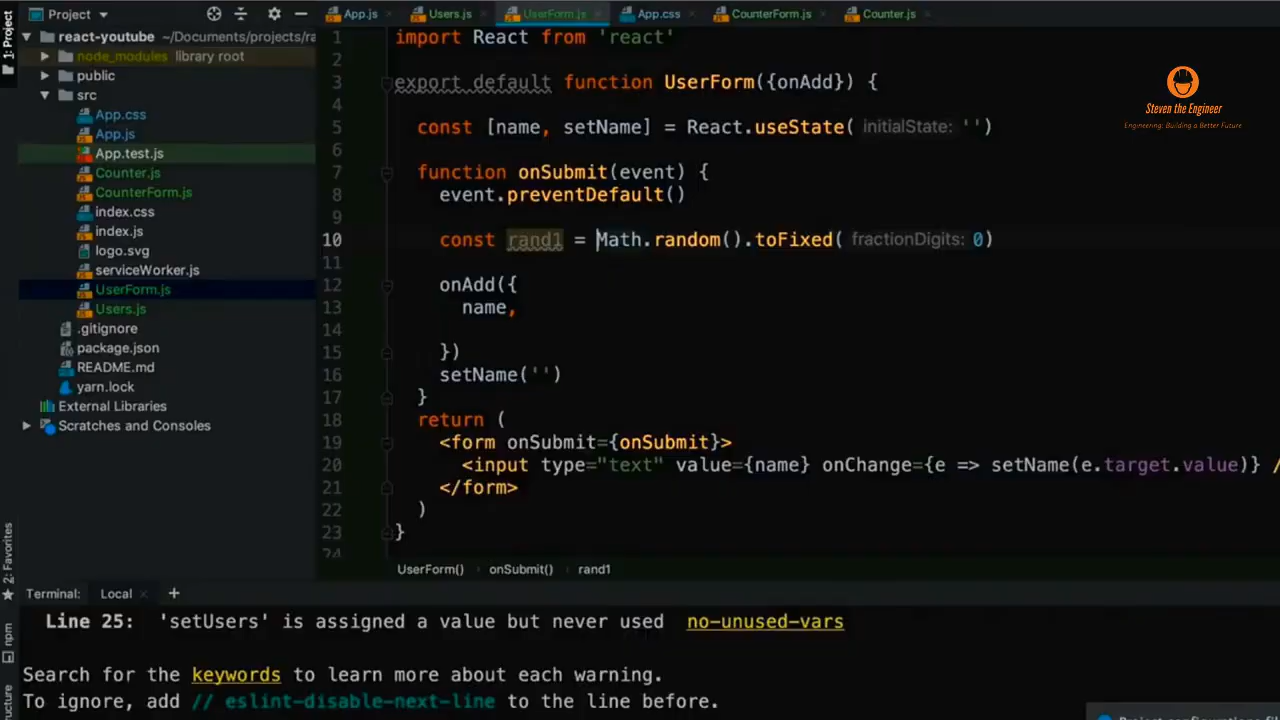 Project
App.js
Users.js
UserForm.js
App.css
CounterForm.js
Counter.js
1: Project
react-youtube ~/Documents/projects/ra
node_modules library root
public
src
App.css
App.js
App.test.js
Counter.js
CounterForm.js
index.css
index.js
logo.svg
serviceWorker.js
UserForm.js
Users.js
.gitignore
package.json
README.md
yarn.lock
External Libraries
Scratches and Consoles
1 import React from 'react'
2
3 export default function UserForm({onAdd}) {
4
5 const [name, setName] = React.useState( initialState: '')
6
7 function onSubmit(event) {
8 event.preventDefault()
9
10 const rand1 = Math.random().toFixed( fractionDigits: 0)
11
12 onAdd({
13 name,
14
15 })
16 setName('')
17 }
18 return (
19 <form onSubmit={onSubmit}>
20 <input type="text" value={name} onChange={e => setName(e.target.value)} /
21 </form>
22 )
23 }
24
Steven the Engineer
Engineering: Building a Better Future
UserForm() onSubmit() rand1
2: Favorites
npm
Terminal: Local +
Line 25: 'setUsers' is assigned a value but never used no-unused-vars
Search for the keywords to learn more about each warning.
To ignore, add // eslint-disable-next-line to the line before.